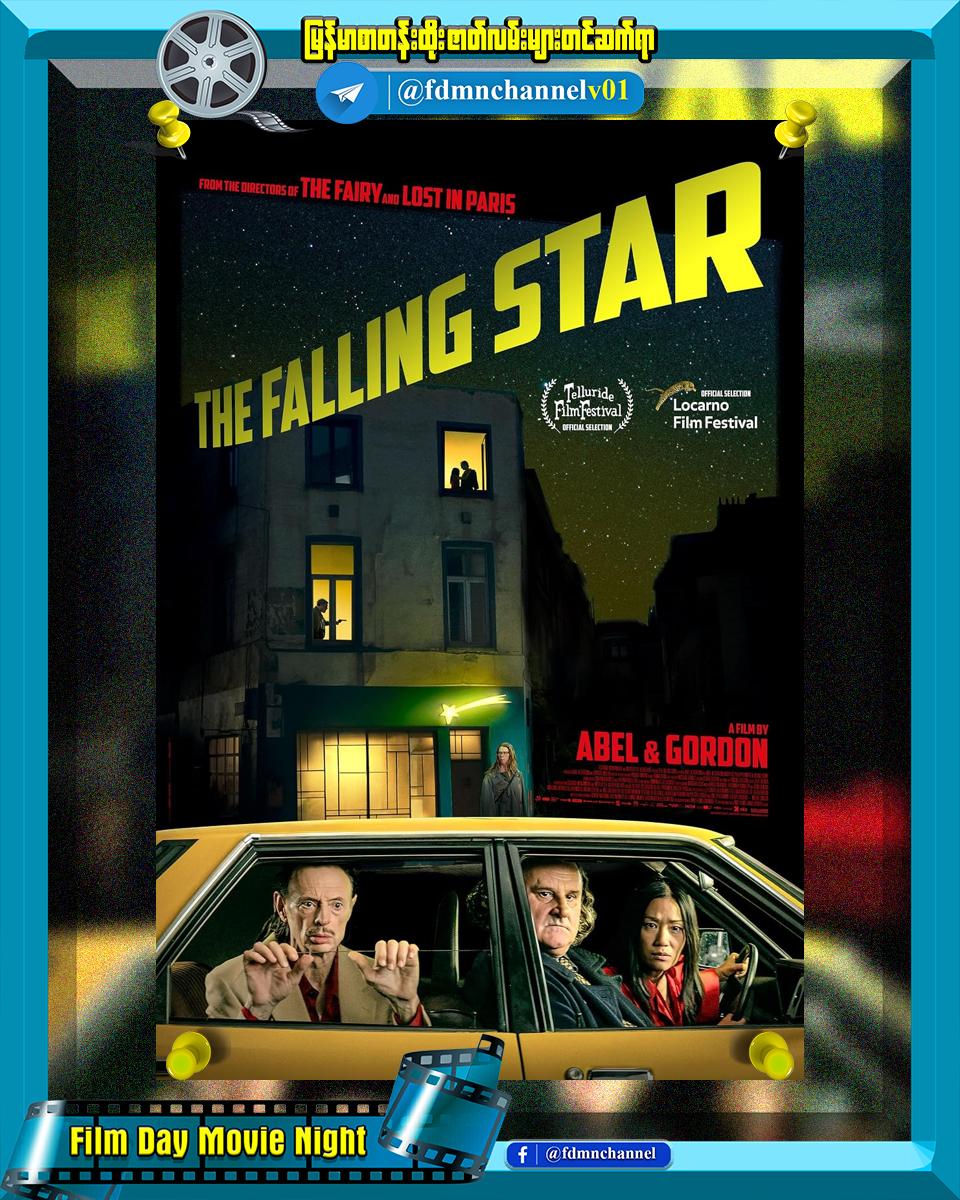 မြန်မာစာတန်းထိုးဇာတ်လမ်းများတင်ဆက်ရာ
@fdmnchannelv01
FROM THE DIRECTORS OF THE FAIRY AND LOST IN PARIS
THE FALLING STAR
Telluride
FilmFestival
OFFICIAL SELECTION
OFFICIAL SELECTION
Locarno
Film Festival
A FILM BY
ABEL & GORDON
Film Day Movie Night
@fdmnchannel